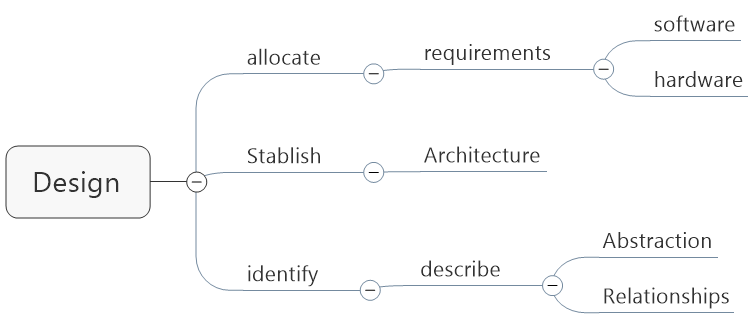 Design
allocate
requirements
software
hardware
Stablish
Architecture
identify
describe
Abstraction
Relationships